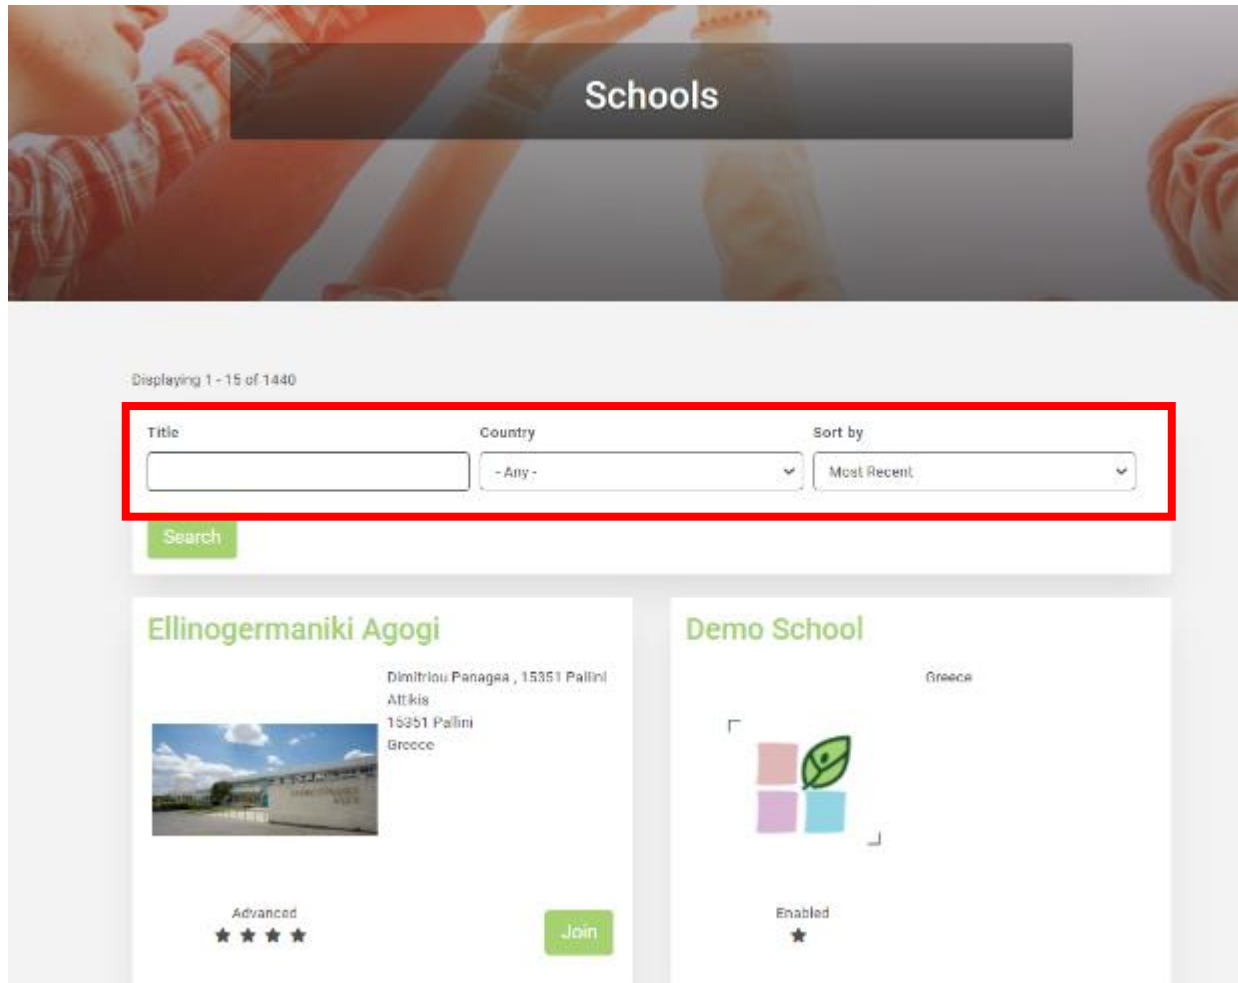 Schools
Displaying 1 - 15 of 1440
Title
Country
Sort by
- Any -
Most Recent
Search
Ellinogermaniki Agogi
Dimitriou Panagea , 15351 Pallini
Attikis
15351 Pallini
Greece
Advanced
Join
Demo School
Greece
Enabled